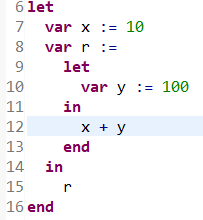 6 let
7   var x := 10
8   var r :=
9     let
10       var y := 100
11     in
12       x + y
13     end
14   in
15     r
16 end